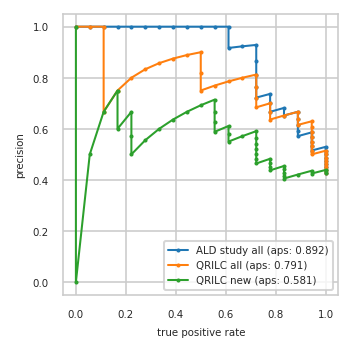 1.0
0.8
0.6
0.4
0.2
0.0
precision
0.0 0.2 0.4 0.6 0.8 1.0
true positive rate
ALD study all (aps: 0.892)
QRILC all (aps: 0.791)
QRILC new (aps: 0.581)